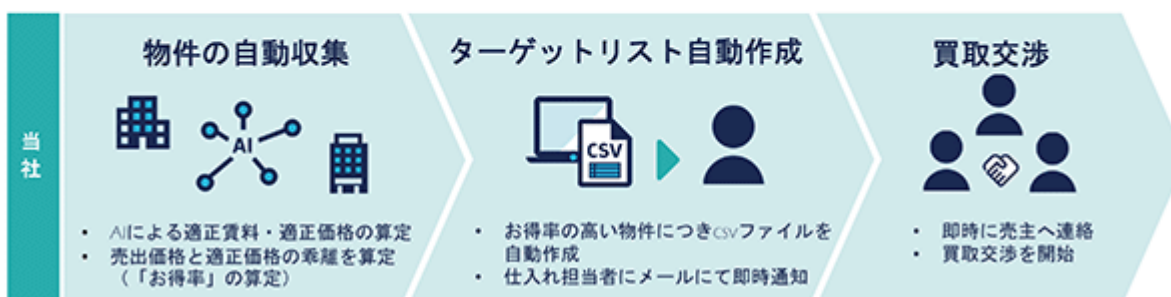 当社
物件の自動収集
AI
• AIによる適正賃料・適正価格の算定
• 売出価格と適正価格の乖離を算定
（「お得率」の算定）
ターゲットリスト自動作成
CSV
• お得率の高い物件につきCSVファイルを
自動作成
• 仕入れ担当者にメールにて即時通知
買取交渉
• 即時に売主へ連絡
• 買取交渉を開始